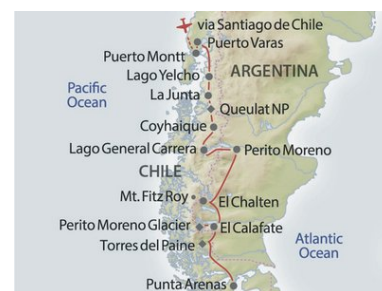 via Santiago de Chile
Puerto Varas
Puerto Montt
Lago Yelcho
ARGENTINA
Pacific
Ocean
La Junta
Queulat NP
Coyhaique
Lago General Carrera
Perito Moreno
CHILE
Mt. Fitz Roy
El Chalten
Perito Moreno Glacier
El Calafate
Torres del Paine
Atlantic
Ocean
Punta Arenas